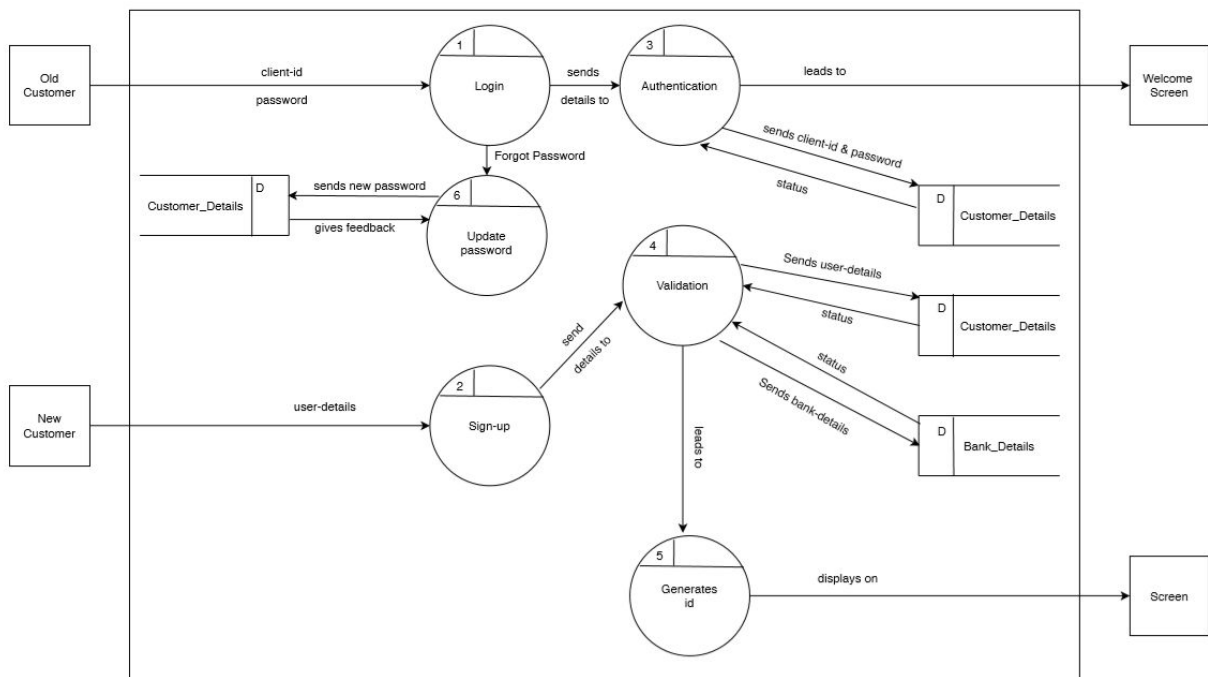 1
3
Old
Customer
client-id
password
Login
sends
details to
Authentication
leads to
Welcome
Screen
sends client-id & password
status
Forgot Password
D
Customer_Details
sends new password
gives feedback
6
Update
password
D
Customer_Details
4
Validation
Sends user-details
status
D
Customer_Details
send
details to
status
Sends bank-details
2
New
Customer
user-details
Sign-up
D
Bank_Details
leads to
5
Generates
id
displays on
Screen